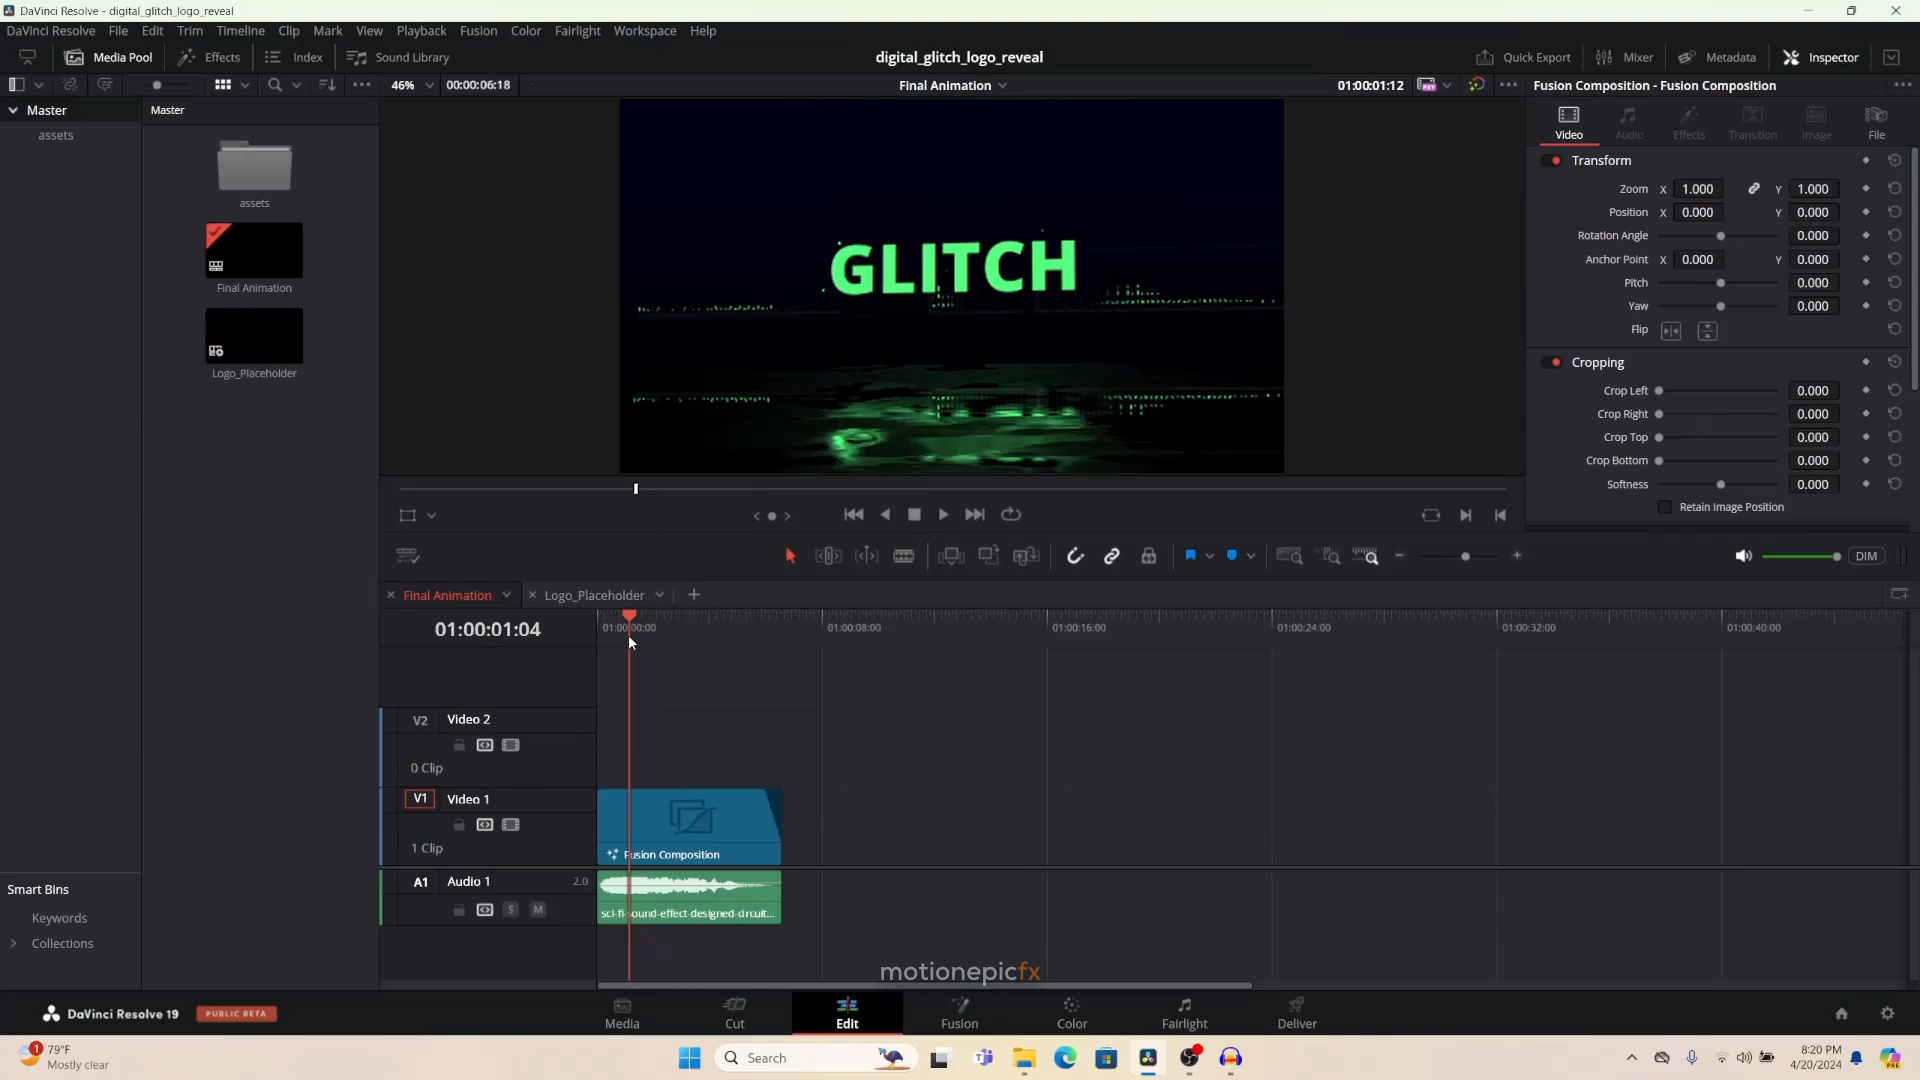 DaVinci Resolve - digital_glitch_logo_reveal
DaVinci Resolve File Edit Trim Timeline Clip Mark View Playback Fusion Color Fairlight Workspace Help
Media Pool Effects Index Sound Library
digital_glitch_logo_reveal
Quick Export Mixer Metadata Inspector
46% 00:00:06:18
Final Animation
01:00:01:12
Fusion Composition - Fusion Composition
Master
assets
Master
assets
Final Animation
Logo_Placeholder
GLITCH
Video Audio Effects Transition Image File
Transform
Zoom X 1.000 Y 1.000
Position X 0.000 Y 0.000
Rotation Angle 0.000
Anchor Point X 0.000 Y 0.000
Pitch 0.000
Yaw 0.000
Flip
Cropping
Crop Left 0.000
Crop Right 0.000
Crop Top 0.000
Crop Bottom 0.000
Softness 0.000
Retain Image Position
DIM
Final Animation Logo_Placeholder
01:00:01:04
01:00:00:00 01:00:08:00 01:00:16:00 01:00:24:00 01:00:32:00 01:00:40:00
V2 Video 2
0 Clip
V1 Video 1
1 Clip
Fusion Composition
A1 Audio 1 2.0
S M
sci-fi-sound-effect-designed-circuit...
Smart Bins
Keywords
Collections
motionepicfx
DaVinci Resolve 19 PUBLIC BETA
Media Cut Edit Fusion Color Fairlight Deliver
1
79°F
Mostly clear
Search
8:20 PM
4/20/2024
PRE